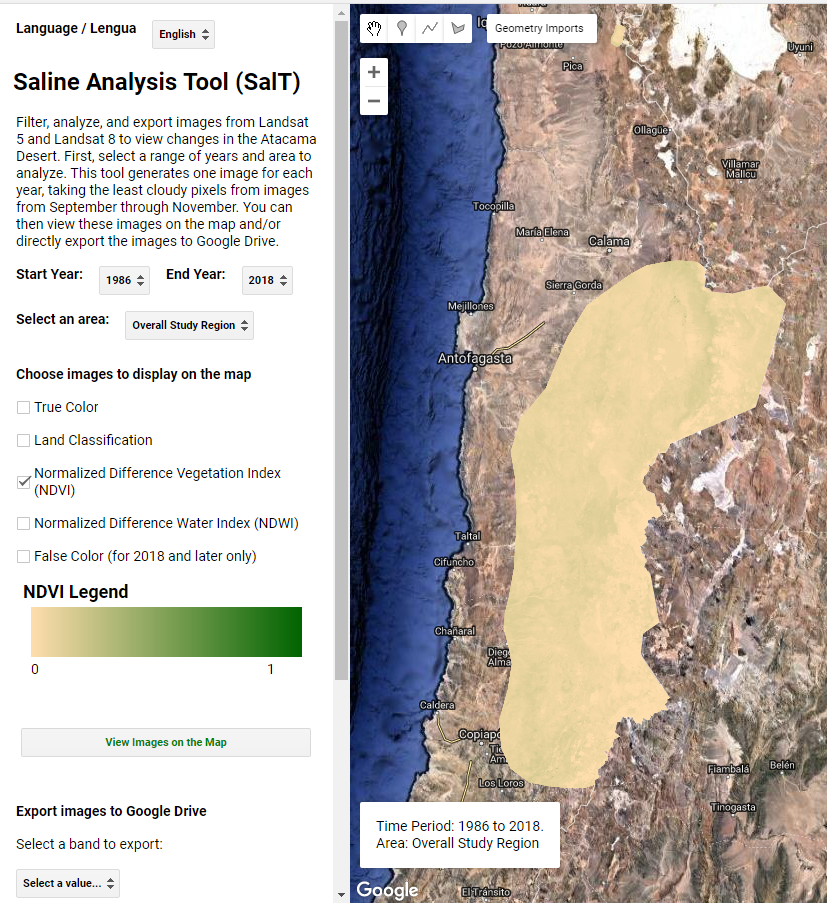 Language / Lengua
English
Saline Analysis Tool (SalT)
Filter, analyze, and export images from Landsat
5 and Landsat 8 to view changes in the Atacama
Desert. First, select a range of years and area to
analyze. This tool generates one image for each
year, taking the least cloudy pixels from images
from September through November. You can
then view these images on the map and/or
directly export the images to Google Drive.
Start Year: 1986 End Year: 2018
Select an area: Overall Study Region
Choose images to display on the map
True Color
Land Classification
Normalized Difference Vegetation Index
(NDVI)
Normalized Difference Water Index (NDWI)
False Color (for 2018 and later only)
NDVI Legend
0 1
View Images on the Map
Export images to Google Drive
Select a band to export:
Select a value...
Geometry Imports
Pozo Almonte
Uyuni
Pica
Ollagüe
Villamar
Mallcu
Tocopilla
María Elena
Calama
Sierra Gorda
Mejillones
Antofagasta
Taltal
Cifuncho
Chañaral
Dieg
Alma
Caldera
Copiapó
Tie
Am
Los Loros
Fiambalá
Belén
Tinogasta
Time Period: 1986 to 2018.
Area: Overall Study Region
Google
El Tránsito